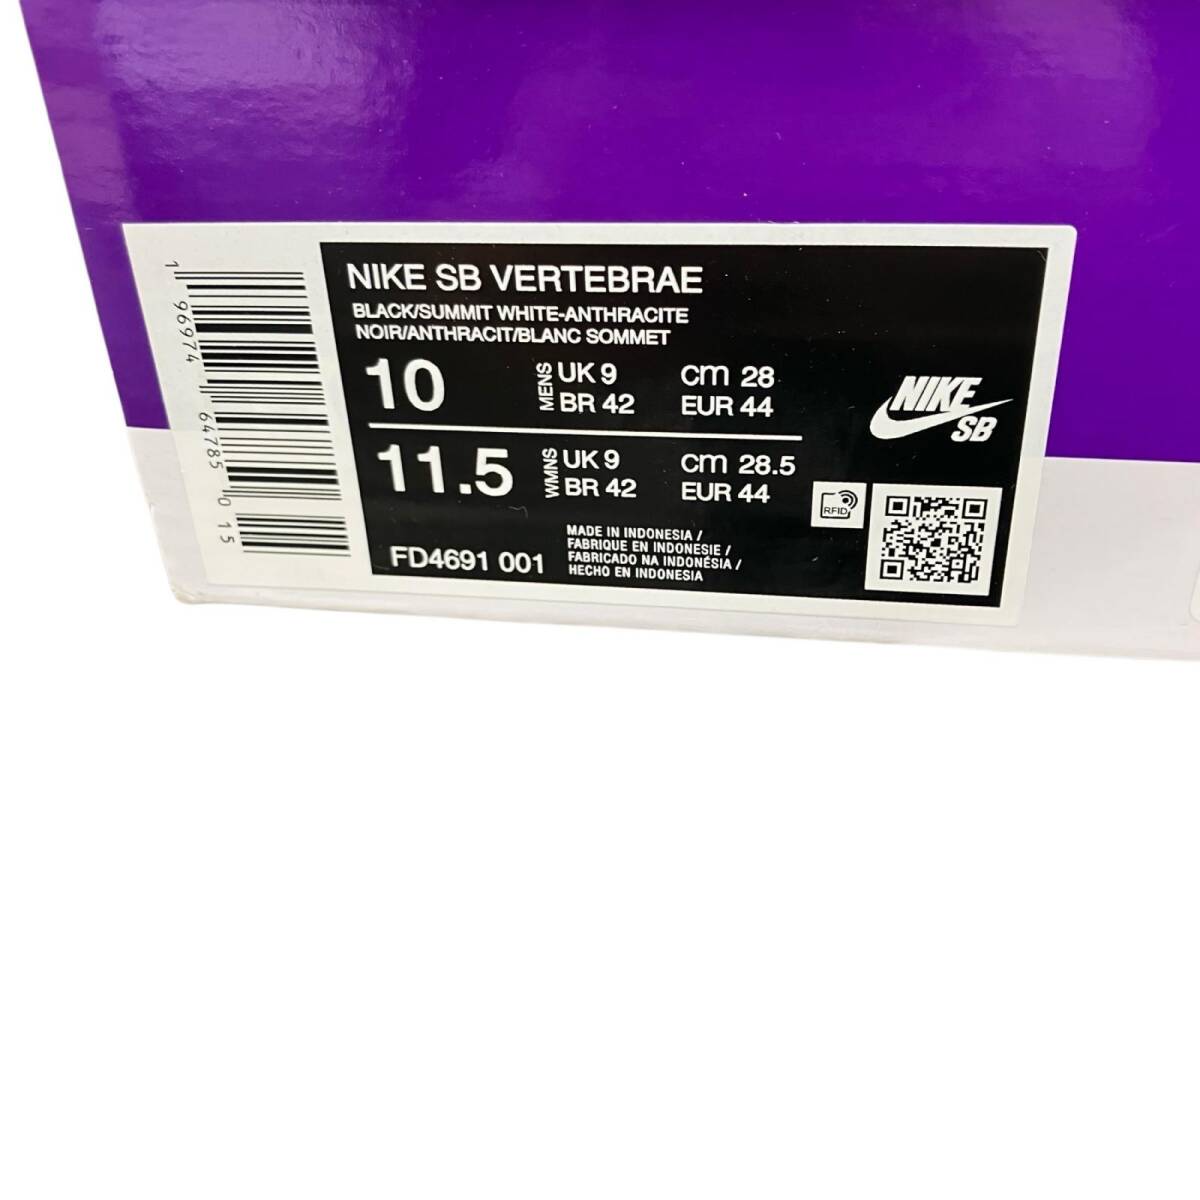 NIKE SB VERTEBRAE
BLACK/SUMMIT WHITE-ANTHRACITE
NOIR/ANTHRACIT/BLANC SOMMET
10 MENS UK 9 cm 28
BR 42 EUR 44
11.5 WMNS UK 9 cm 28.5
BR 42 EUR 44
FD4691 001
MADE IN INDONESIA /
FABRIQUE EN INDONESIE /
FABRICADO NA INDONÉSIA /
HECHO EN INDONESIA
NIKE
SB
RFID
1 96974 64785 015